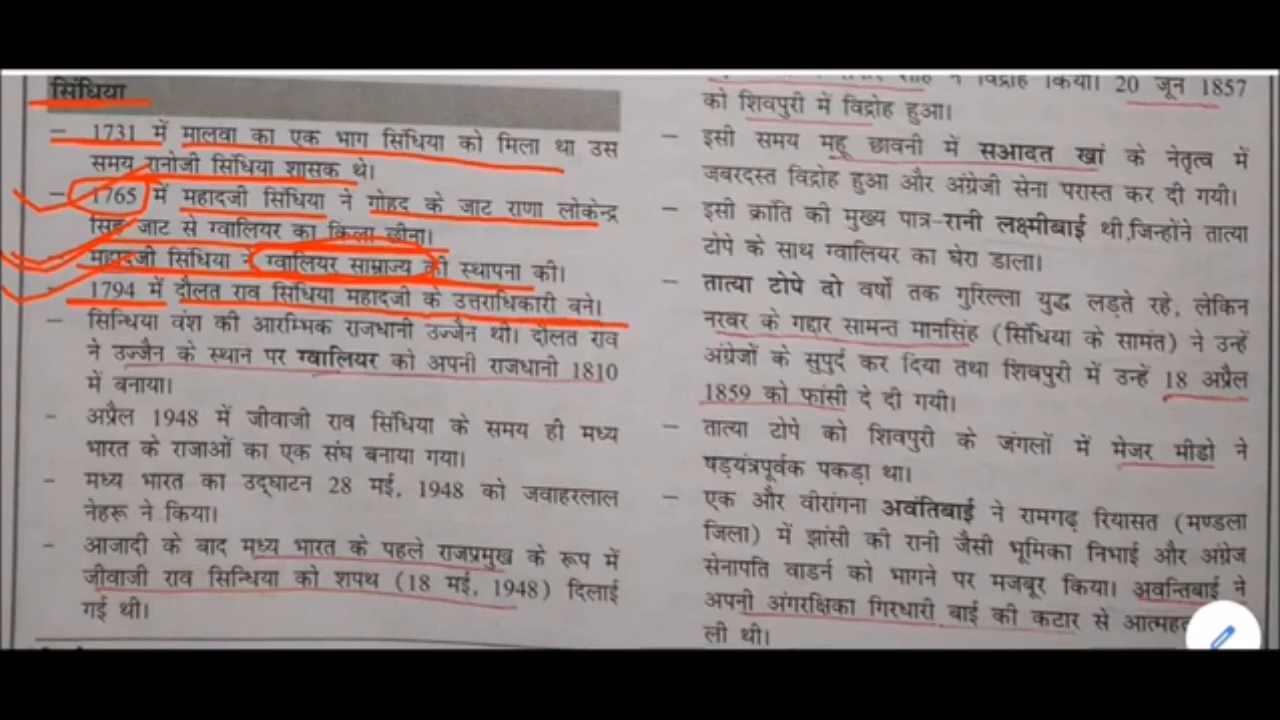 सिंधिया
– 1731 में मालवा का एक भाग सिंधिया को मिला था उस
समय रानोजी सिंधिया शासक थे।
– 1765 में महादजी सिंधिया ने गोहद के जाट राणा लोकेन्द्र
सिंह जाट से ग्वालियर का किला छीना।
– महादजी सिंधिया ने ग्वालियर साम्राज्य की स्थापना की।
– 1794 में दौलत राव सिंधिया महादजी के उत्तराधिकारी बने।
– सिन्धिया वंश की आरम्भिक राजधानी उज्जैन थी। दौलत राव
ने उज्जैन के स्थान पर ग्वालियर को अपनी राजधानी 1810
में बनाया।
– अप्रैल 1948 में जीवाजी राव सिंधिया के समय ही मध्य
भारत के राजाओं का एक संघ बनाया गया।
– मध्य भारत का उद्घाटन 28 मई, 1948 को जवाहरलाल
नेहरू ने किया।
– आजादी के बाद मध्य भारत के पहले राजप्रमुख के रूप में
जीवाजी राव सिन्धिया को शपथ (18 मई, 1948) दिलाई
गई थी।
ने विद्रोह किया। 20 जून 1857
को शिवपुरी में विद्रोह हुआ।
– इसी समय महू छावनी में सआदत खां के नेतृत्व में
जबरदस्त विद्रोह हुआ और अंग्रेजी सेना परास्त कर दी गयी।
– इसी क्रांति की मुख्य पात्र-रानी लक्ष्मीबाई थी,जिन्होंने तात्या
टोपे के साथ ग्वालियर का घेरा डाला।
– तात्या टोपे दो वर्षों तक गुरिल्ला युद्ध लड़ते रहे, लेकिन
नरवर के गद्दार सामन्त मानसिंह (सिंधिया के सामंत) ने उन्हें
अंग्रेजों के सुपुर्द कर दिया तथा शिवपुरी में उन्हें 18 अप्रैल
1859 को फांसी दे दी गयी।
– तात्या टोपे को शिवपुरी के जंगलों में मेजर मीडो ने
षड़यंत्रपूर्वक पकड़ा था।
– एक और वीरांगना अवंतिबाई ने रामगढ़ रियासत (मण्डला
जिला) में झांसी की रानी जैसी भूमिका निभाई और अंग्रेज
सेनापति वाडर्न को भागने पर मजबूर किया। अवन्तिबाई ने
अपनी अंगरक्षिका गिरधारी बाई की कटार से
ली थी।